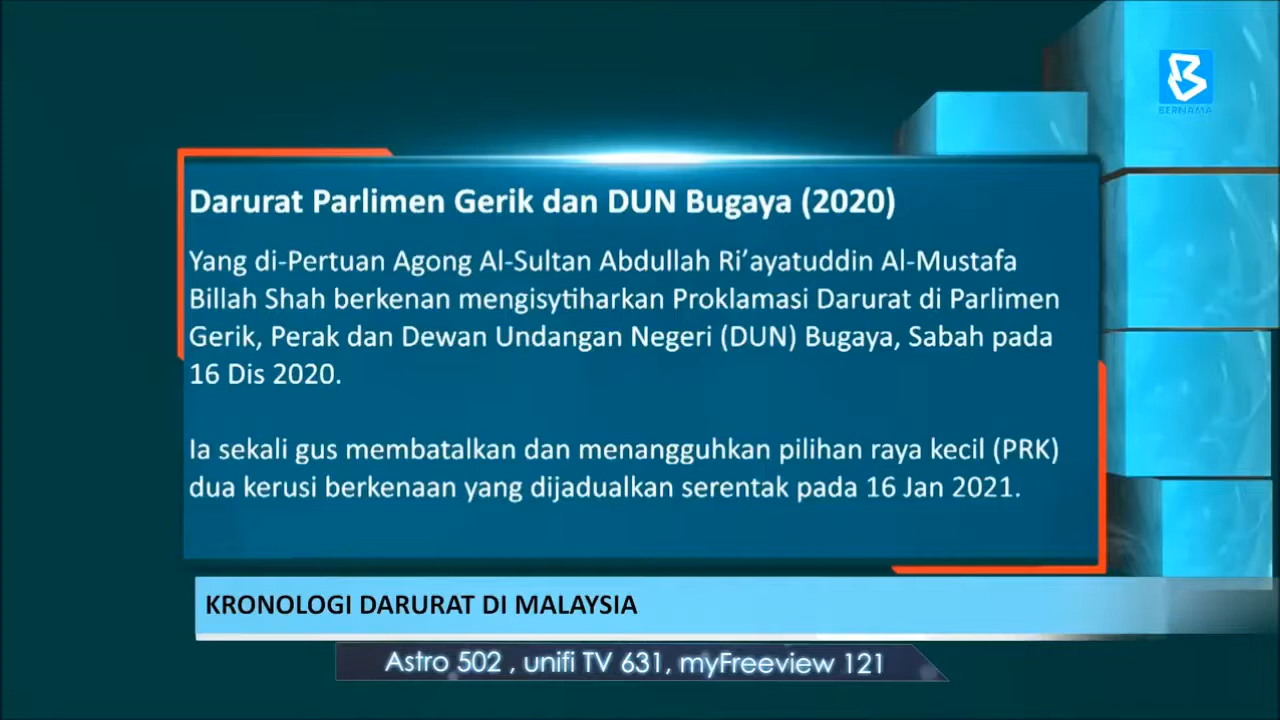 BERNAMA
Darurat Parlimen Gerik dan DUN Bugaya (2020)
Yang di-Pertuan Agong Al-Sultan Abdullah Ri’ayatuddin Al-Mustafa
Billah Shah berkenan mengisytiharkan Proklamasi Darurat di Parlimen
Gerik, Perak dan Dewan Undangan Negeri (DUN) Bugaya, Sabah pada
16 Dis 2020.
Ia sekali gus membatalkan dan menangguhkan pilihan raya kecil (PRK)
dua kerusi berkenaan yang dijadualkan serentak pada 16 Jan 2021.
KRONOLOGI DARURAT DI MALAYSIA
Astro 502 , unifi TV 631, myFreeview 121